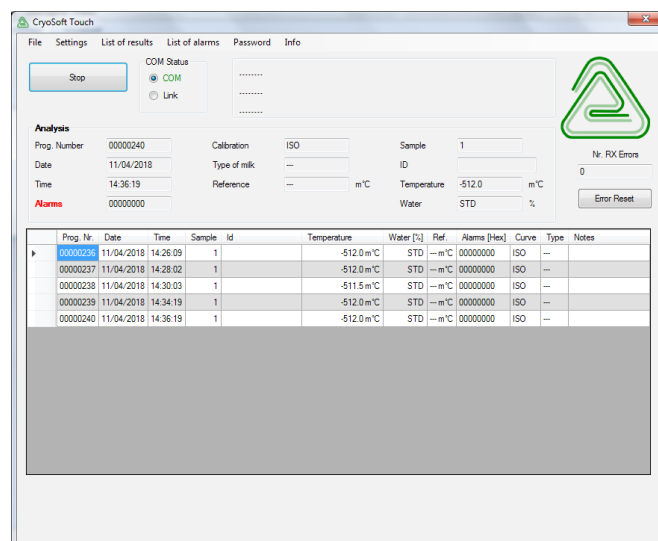 CryoSoft Touch
File Settings List of results List of alarms Password Info
Stop
COM Status
COM
Link
--------
--------
--------
Analysis
Prog. Number 00000240 Calibration ISO Sample 1
Date 11/04/2018 Type of milk --- ID
Time 14:36:19 Reference --- m°C Temperature -512.0 m°C
Alarms 00000000 Water STD %
Nr. RX Errors
0
Error Reset
Prog. Nr. Date Time Sample Id Temperature Water [%] Ref. Alarms [Hex] Curve Type Notes
00000236 11/04/2018 14:26:09 1 -512.0 m°C STD --- m°C 00000000 ISO ---
00000237 11/04/2018 14:28:02 1 -512.0 m°C STD --- m°C 00000000 ISO ---
00000238 11/04/2018 14:30:03 1 -511.5 m°C STD --- m°C 00000000 ISO ---
00000239 11/04/2018 14:34:19 1 -512.0 m°C STD --- m°C 00000000 ISO ---
00000240 11/04/2018 14:36:19 1 -512.0 m°C STD --- m°C 00000000 ISO ---